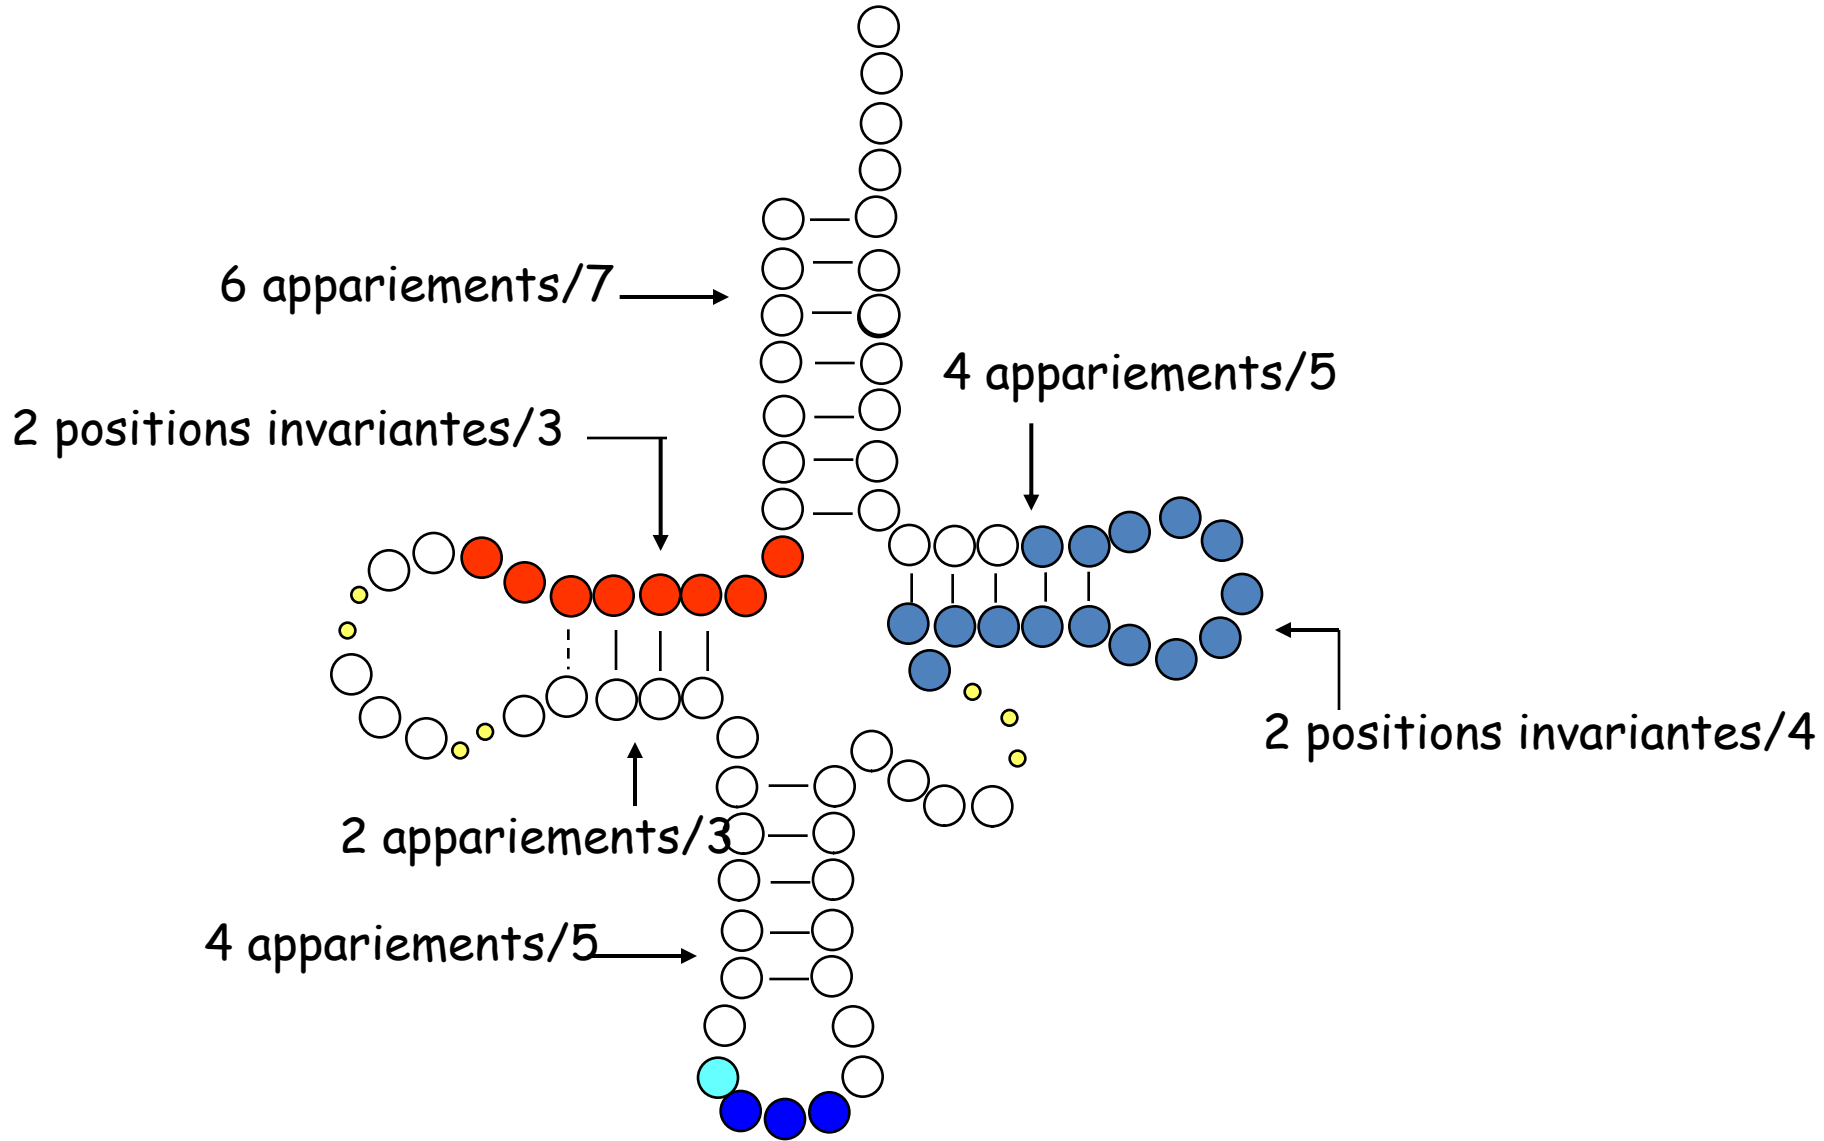 6 appariements/7
4 appariements/5
2 positions invariantes/3
2 positions invariantes/4
2 appariements/3
4 appariements/5